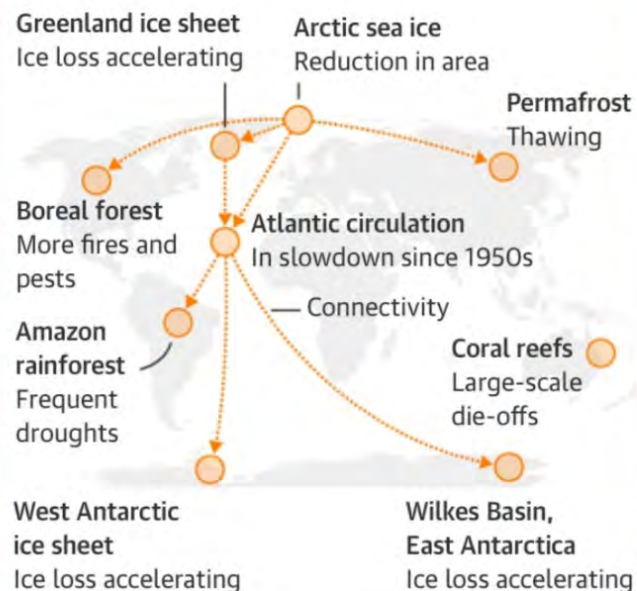 Greenland ice sheet
Ice loss accelerating
Arctic sea ice
Reduction in area
Permafrost
Thawing
Boreal forest
More fires and
pests
Atlantic circulation
In slowdown since 1950s
Connectivity
Amazon
rainforest
Frequent
droughts
Coral reefs
Large-scale
die-offs
West Antarctic
ice sheet
Ice loss accelerating
Wilkes Basin,
East Antarctica
Ice loss accelerating